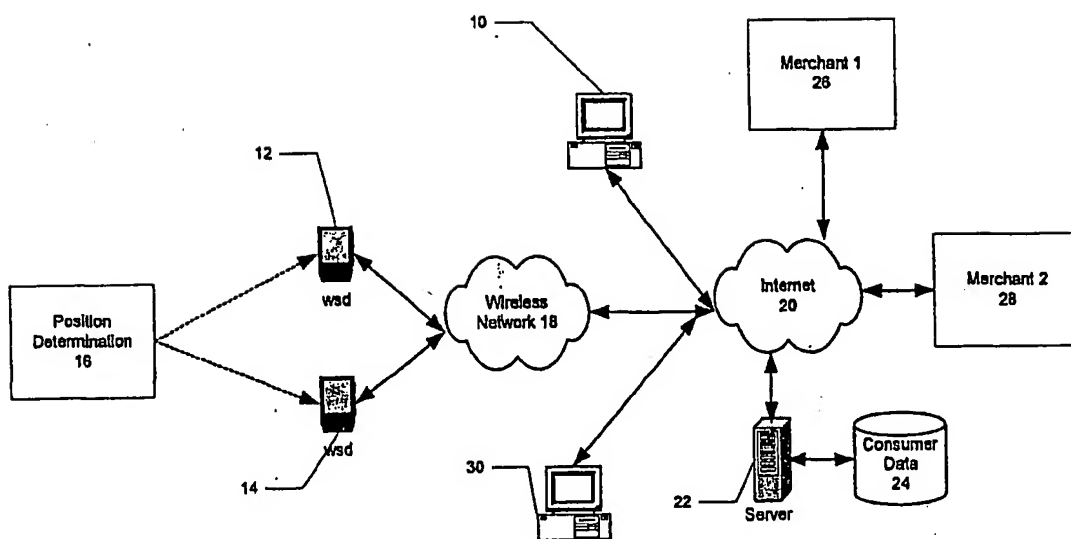 10
Merchant 1
26
12
wsd
Position
Determination
16
Wireless
Network 18
Internet
20
Merchant 2
28
wsd
14
30
22
Server
Consumer
Data
24